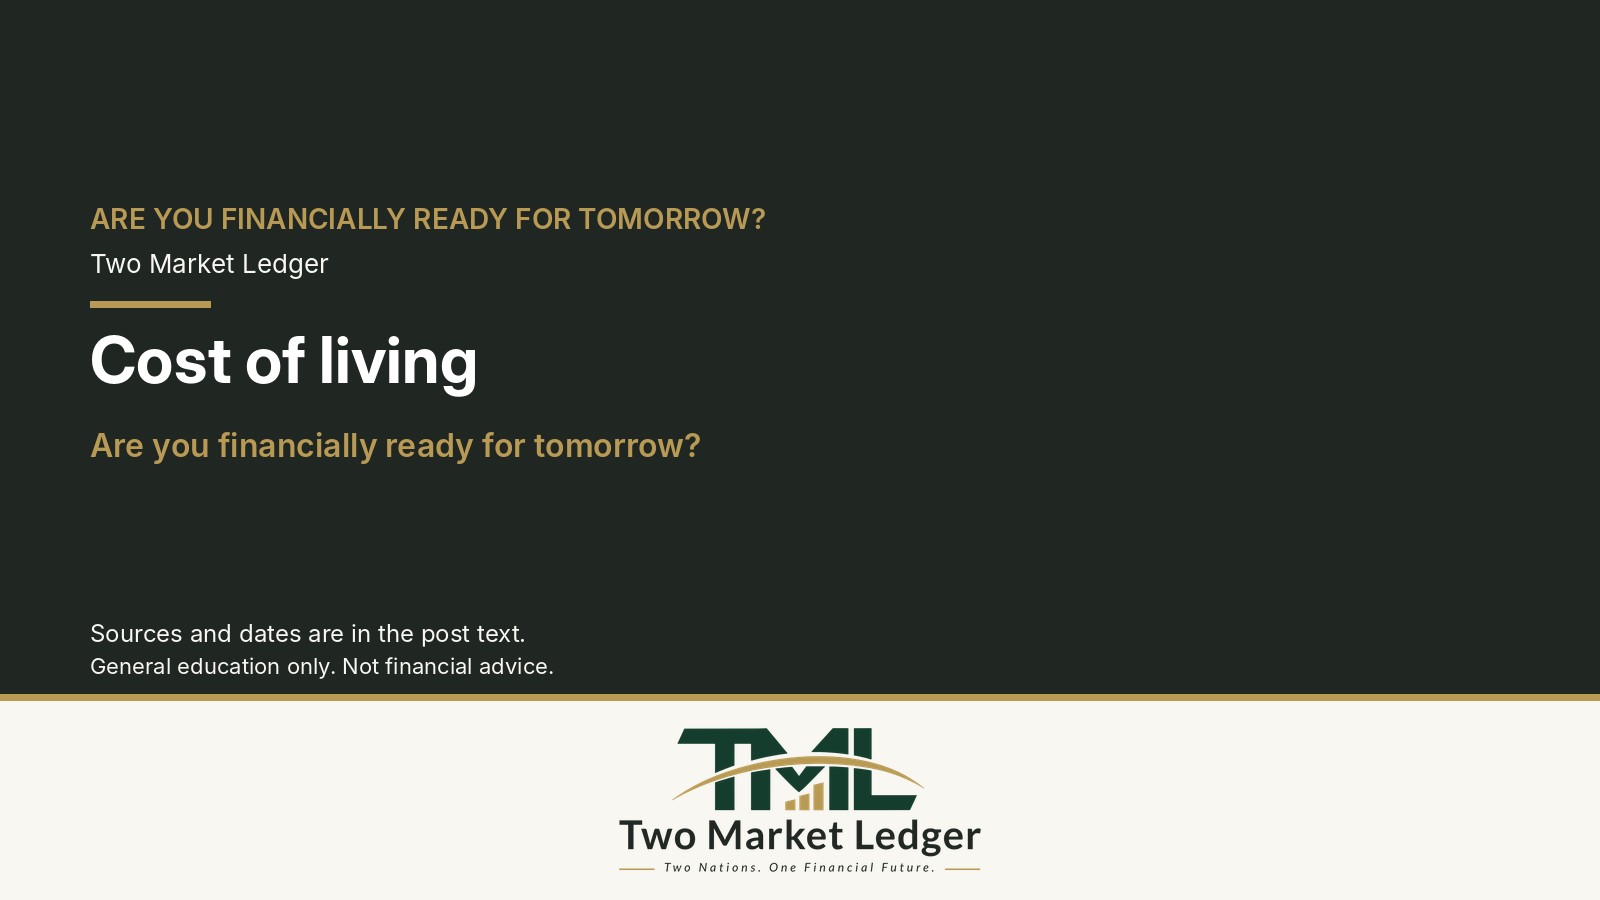 ARE YOU FINANCIALLY READY FOR TOMORROW?
Two Market Ledger
Cost of living
Are you financially ready for tomorrow?
Sources and dates are in the post text.
General education only. Not financial advice.
TML
Two Market Ledger
Two Nations. One Financial Future.